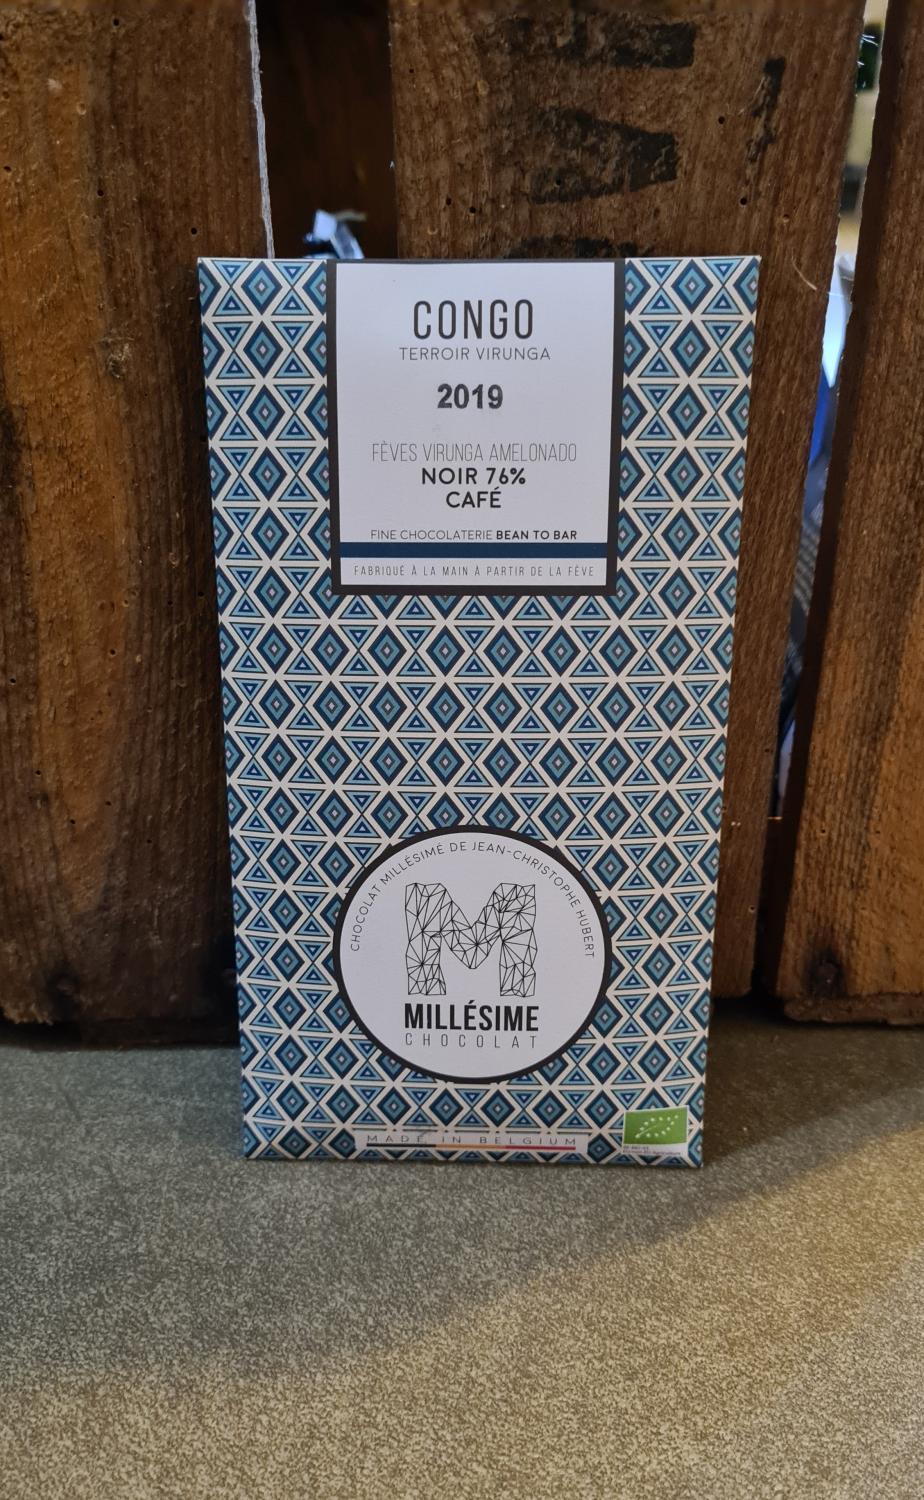 CONGO
TERROIR VIRUNGA
2019
FÈVES VIRUNGA AMELONADO
NOIR 76%
CAFÉ
FINE CHOCOLATERIE BEAN TO BAR
FABRIQUÉ À LA MAIN À PARTIR DE LA FÈVE
CHOCOLAT MILLÉSIMÉ DE JEAN-CHRISTOPHE HUBERT
M
MILLÉSIME
CHOCOLAT
MADE IN BELGIUM